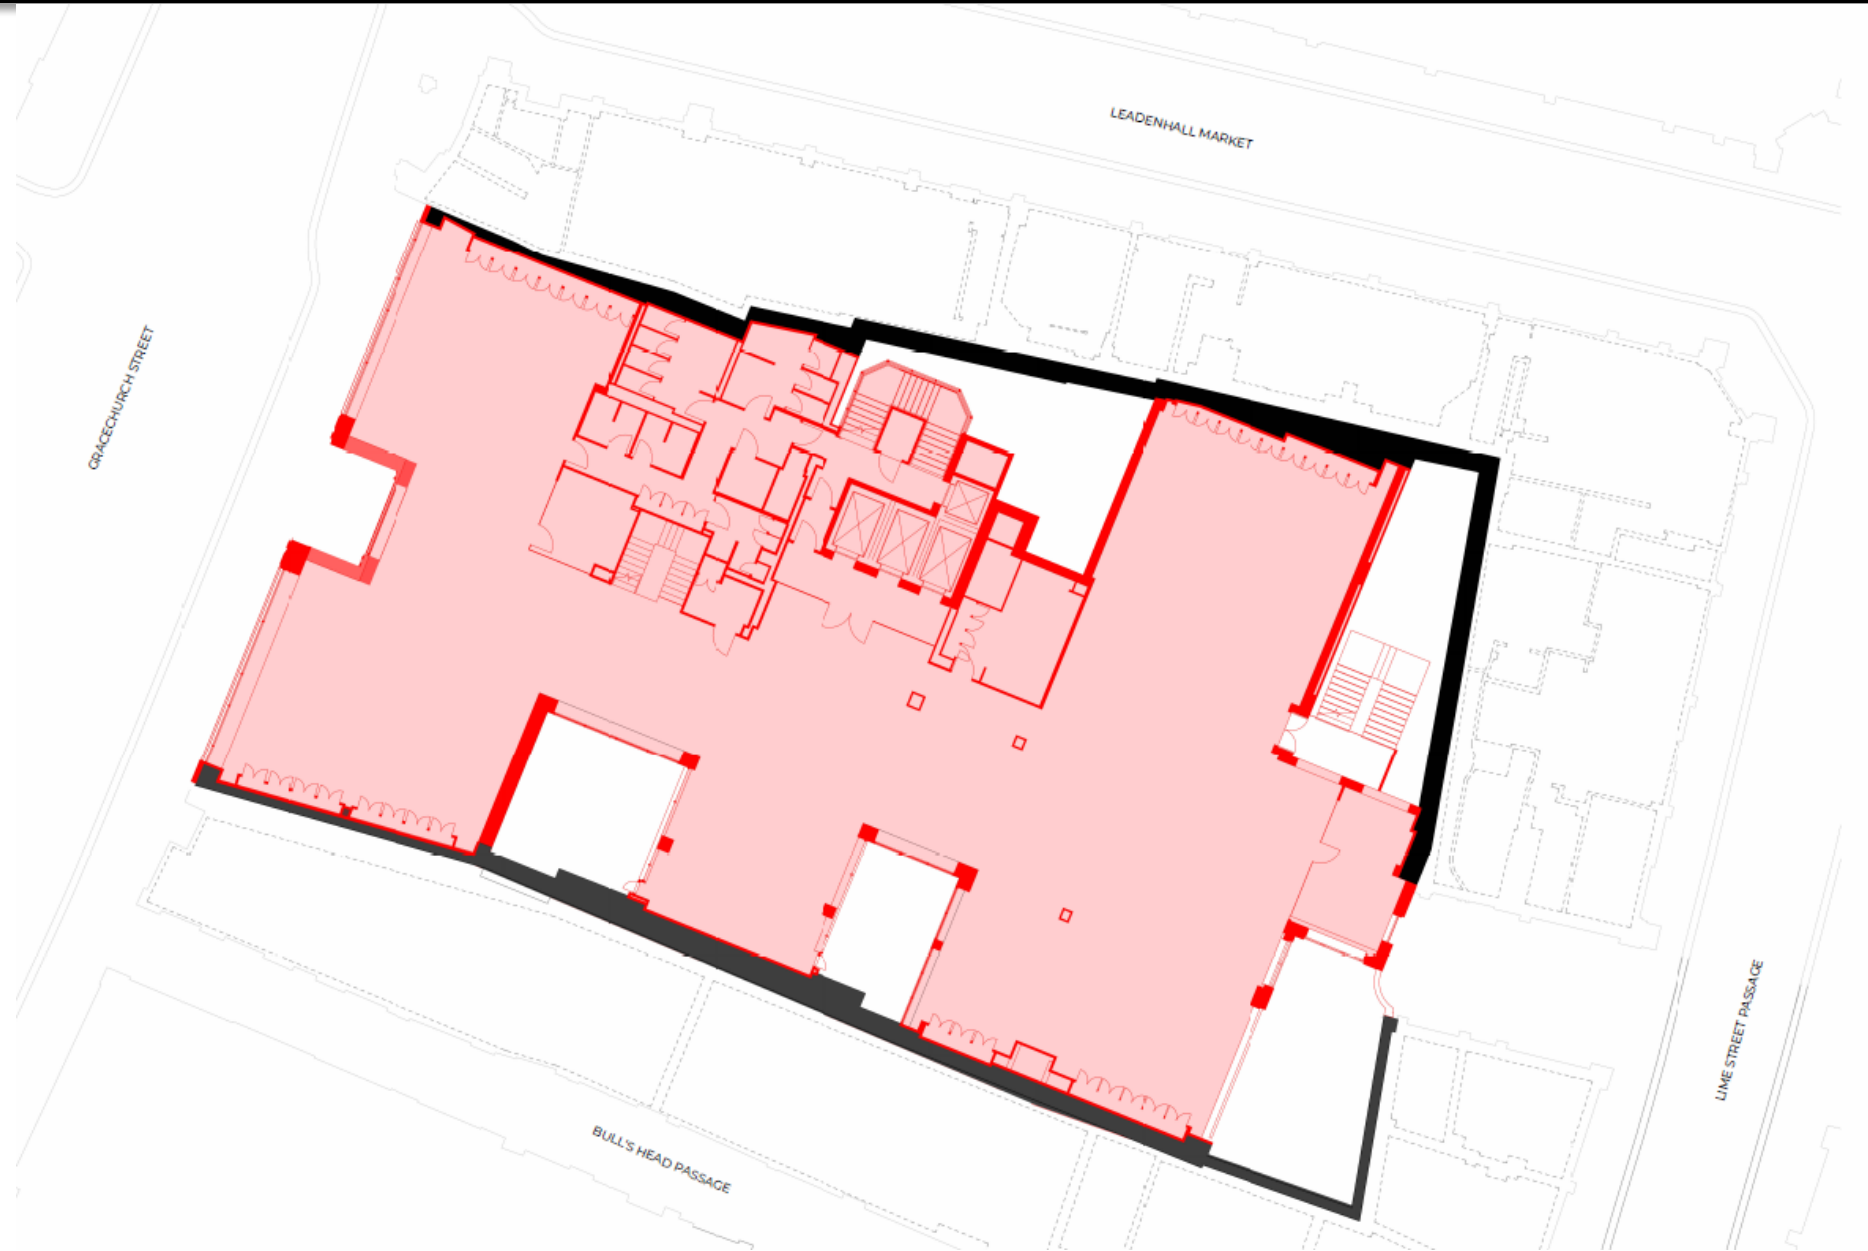 LEADENHALL MARKET
GRACECHURCH STREET
LIME STREET PASSAGE
BULL'S HEAD PASSAGE